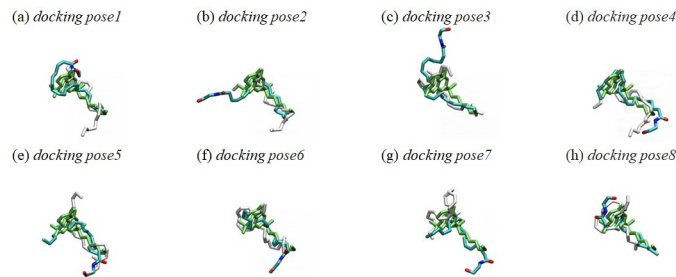 (a) docking pose1
(b) docking pose2
(c) docking pose3
(d) docking pose4
(e) docking pose5
(f) docking pose6
(g) docking pose7
(h) docking pose8